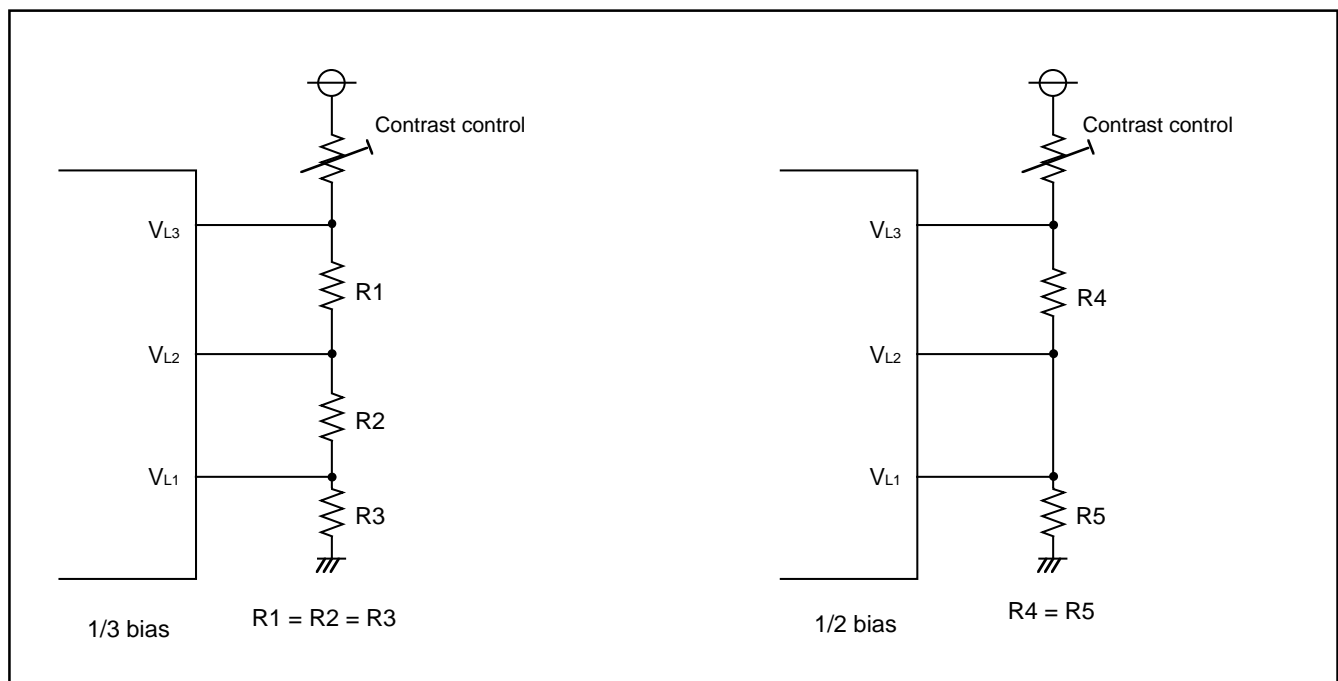 Contrast control
VL3
R1
VL2
R2
VL1
R3
1/3 bias
R1 = R2 = R3
Contrast control
VL3
R4
VL2
VL1
R5
1/2 bias
R4 = R5